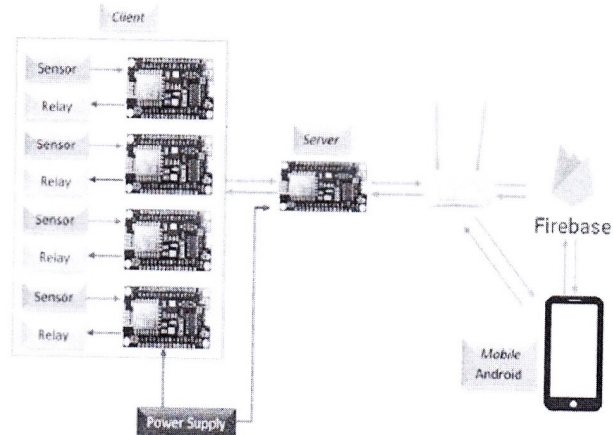 Client
Sensor
Relay
Sensor
Relay
Sensor
Relay
Sensor
Relay
Server
Firebase
Mobile
Android
Power Supply